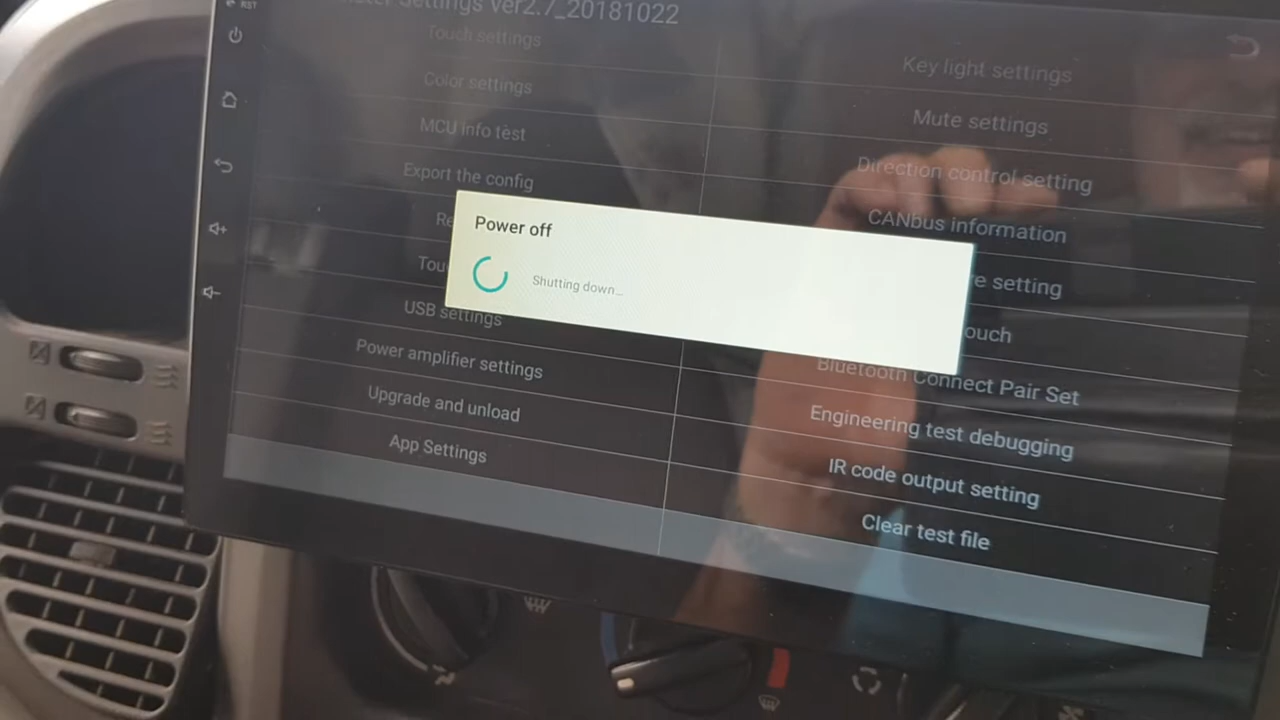 RST
Settings ver2.7_20181022
Touch settings
Key light settings
Color settings
Mute settings
MCU info test
Direction control setting
Export the config
CANbus information
Power off
setting
Shutting down...
USB settings
Bluetooth Connect Pair Set
Power amplifier settings
Engineering test debugging
Upgrade and unload
IR code output setting
App Settings
Clear test file